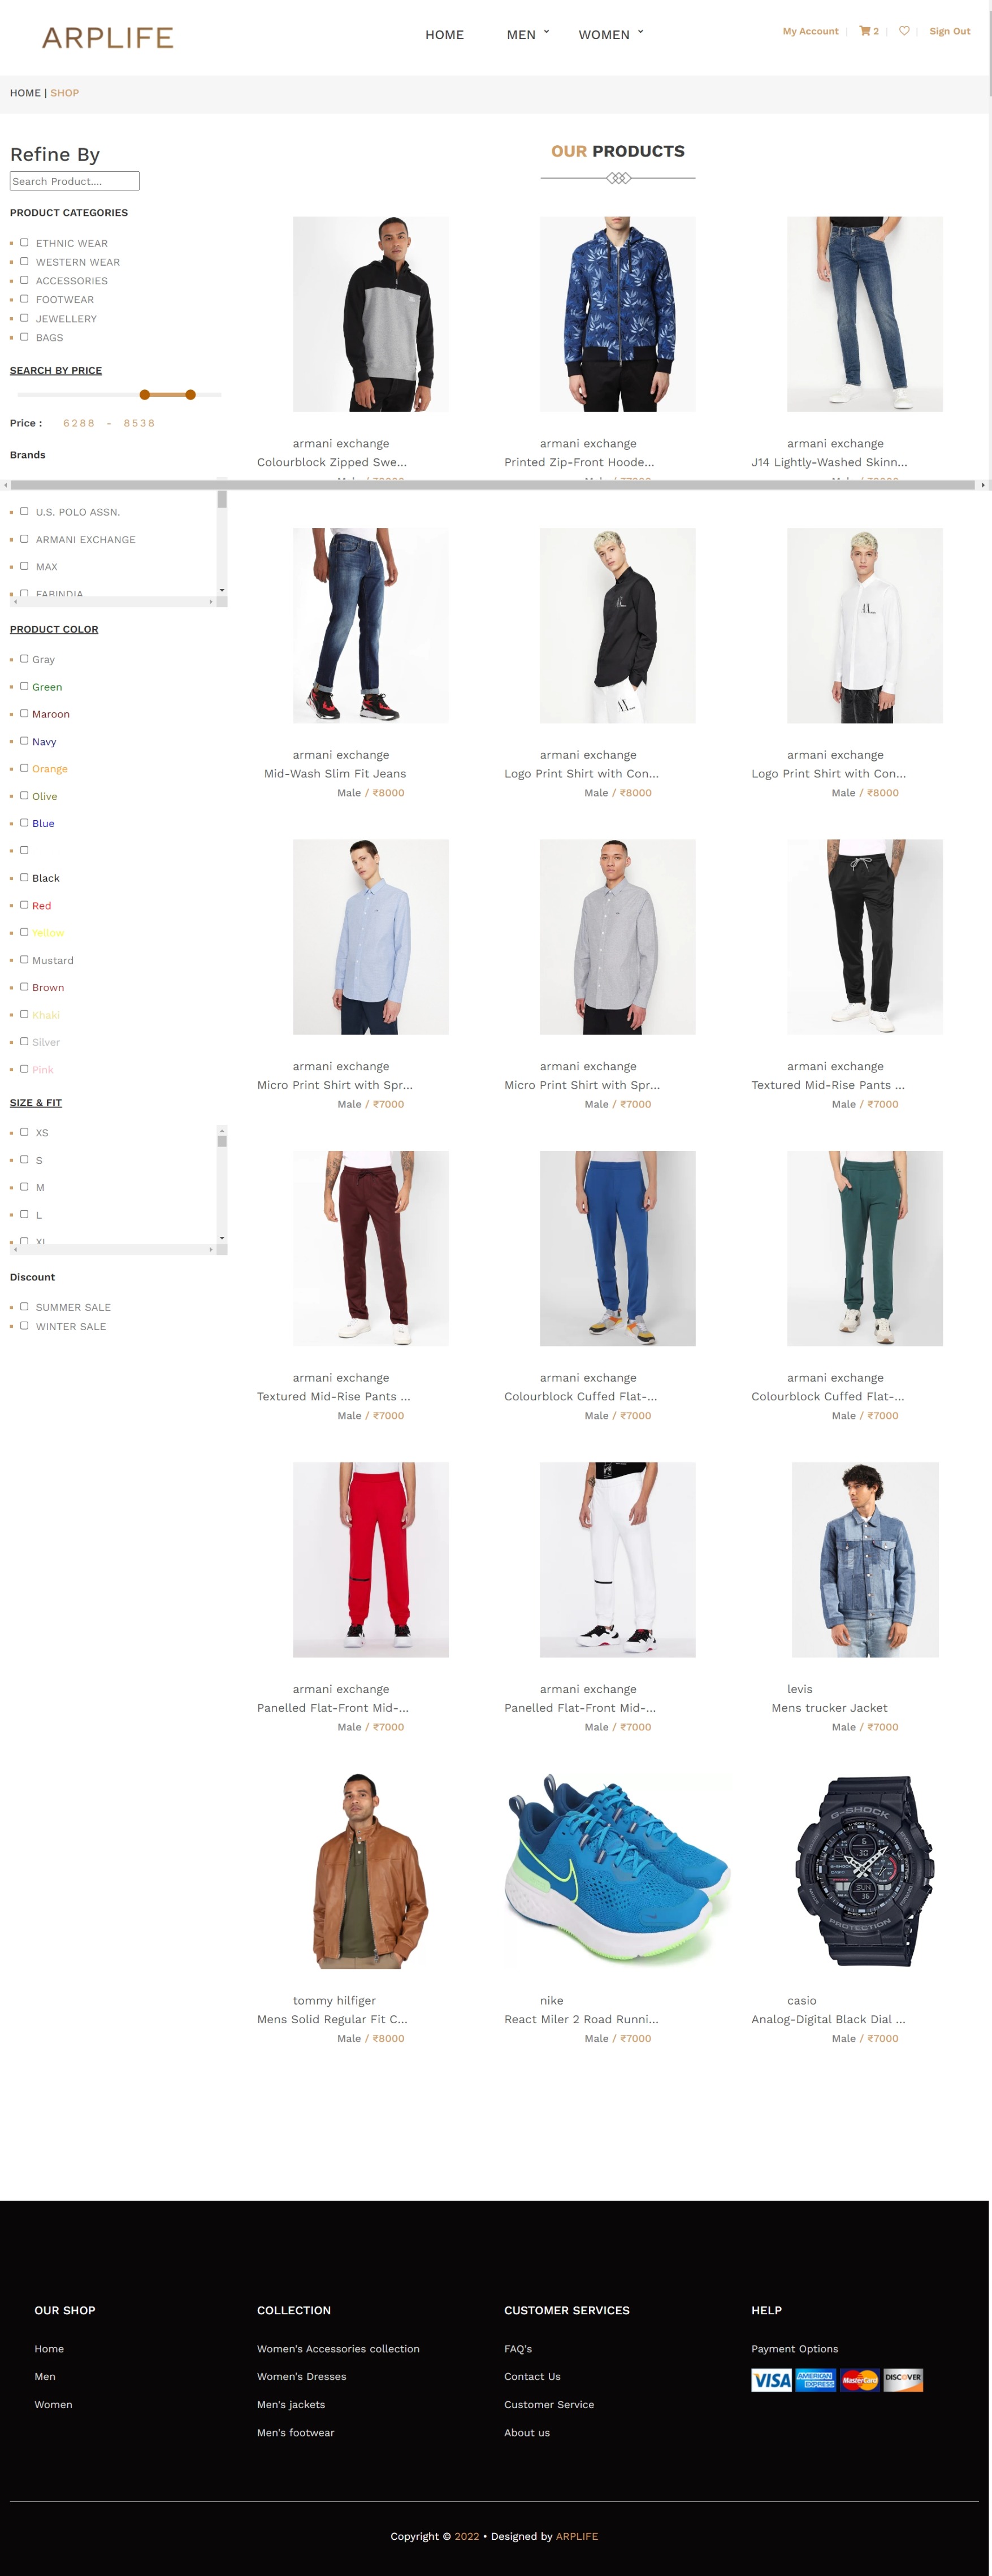 ARPLIFE
HOME MEN WOMEN
My Account | 2 | | Sign Out
HOME | SHOP
Refine By
Search Product....
PRODUCT CATEGORIES
ETHNIC WEAR
WESTERN WEAR
ACCESSORIES
FOOTWEAR
JEWELLERY
BAGS
SEARCH BY PRICE
Price : 6288 - 8538
Brands
U.S. POLO ASSN.
ARMANI EXCHANGE
MAX
FABINDIA
PRODUCT COLOR
Gray
Green
Maroon
Navy
Orange
Olive
Blue
Black
Red
Yellow
Mustard
Brown
Khaki
Silver
Pink
SIZE & FIT
XS
S
M
L
XL
Discount
SUMMER SALE
WINTER SALE
OUR PRODUCTS
armani exchange
Colourblock Zipped Swe...
armani exchange
Printed Zip-Front Hoode...
armani exchange
J14 Lightly-Washed Skinn...
armani exchange
Mid-Wash Slim Fit Jeans
Male / ₹8000
armani exchange
Logo Print Shirt with Con...
Male / ₹8000
armani exchange
Logo Print Shirt with Con...
Male / ₹8000
armani exchange
Micro Print Shirt with Spr...
Male / ₹7000
armani exchange
Micro Print Shirt with Spr...
Male / ₹7000
armani exchange
Textured Mid-Rise Pants ...
Male / ₹7000
armani exchange
Textured Mid-Rise Pants ...
Male / ₹7000
armani exchange
Colourblock Cuffed Flat-...
Male / ₹7000
armani exchange
Colourblock Cuffed Flat-...
Male / ₹7000
armani exchange
Panelled Flat-Front Mid-...
Male / ₹7000
armani exchange
Panelled Flat-Front Mid-...
Male / ₹7000
levis
Mens trucker Jacket
Male / ₹7000
G-SHOCK
SUN
36
PROTECTION
tommy hilfiger
Mens Solid Regular Fit C...
Male / ₹8000
nike
React Miler 2 Road Runni...
Male / ₹7000
casio
Analog-Digital Black Dial ...
Male / ₹7000
OUR SHOP
Home
Men
Women
COLLECTION
Women's Accessories collection
Women's Dresses
Men's jackets
Men's footwear
CUSTOMER SERVICES
FAQ's
Contact Us
Customer Service
About us
HELP
Payment Options
VISA AMERICAN EXPRESS MasterCard DISCOVER
Copyright © 2022 • Designed by ARPLIFE